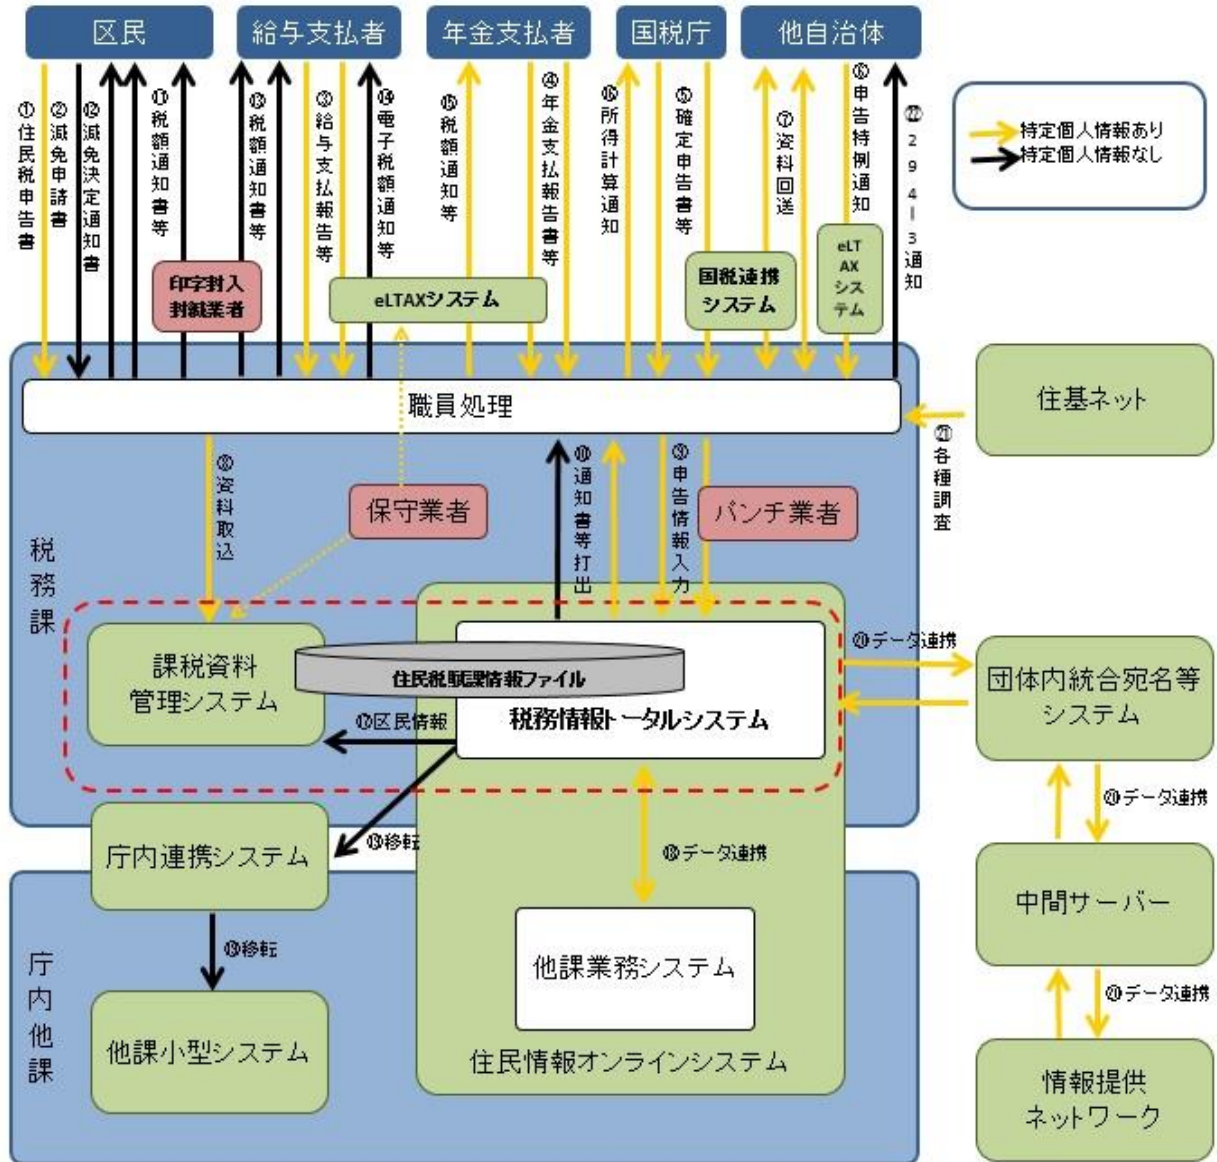 区民
給与支払者
年金支払者
国税庁
他自治体
①住民税申告書
②減免申請書
⑫減免決定通知書
⑪税額通知書等
⑬税額通知書等
③給与支払報告等
⑭電子税額通知等
⑮税額通知等
④年金支払報告書等
⑯所得計算通知
⑤確定申告書等
⑦資料回送
⑥申告特例通知
㉒294-3通知
特定個人情報あり
特定個人情報なし
印字封入
封緘業者
eLTAXシステム
国税連携
システム
eLT
AX
シス
テム
職員処理
住基ネット
㉑各種調査
⑧資料取込
保守業者
⑩通知書等打出
⑨申告情報入力
パンチ業者
税務課
課税資料
管理システム
住民税賦課情報ファイル
税務情報トータルシステム
⑰区民情報
⑳データ連携
団体内統合宛名等
システム
⑳データ連携
庁内連携システム
⑲移転
⑱データ連携
中間サーバー
⑲移転
他課業務システム
⑳データ連携
庁内他課
他課小型システム
住民情報オンラインシステム
情報提供
ネットワーク